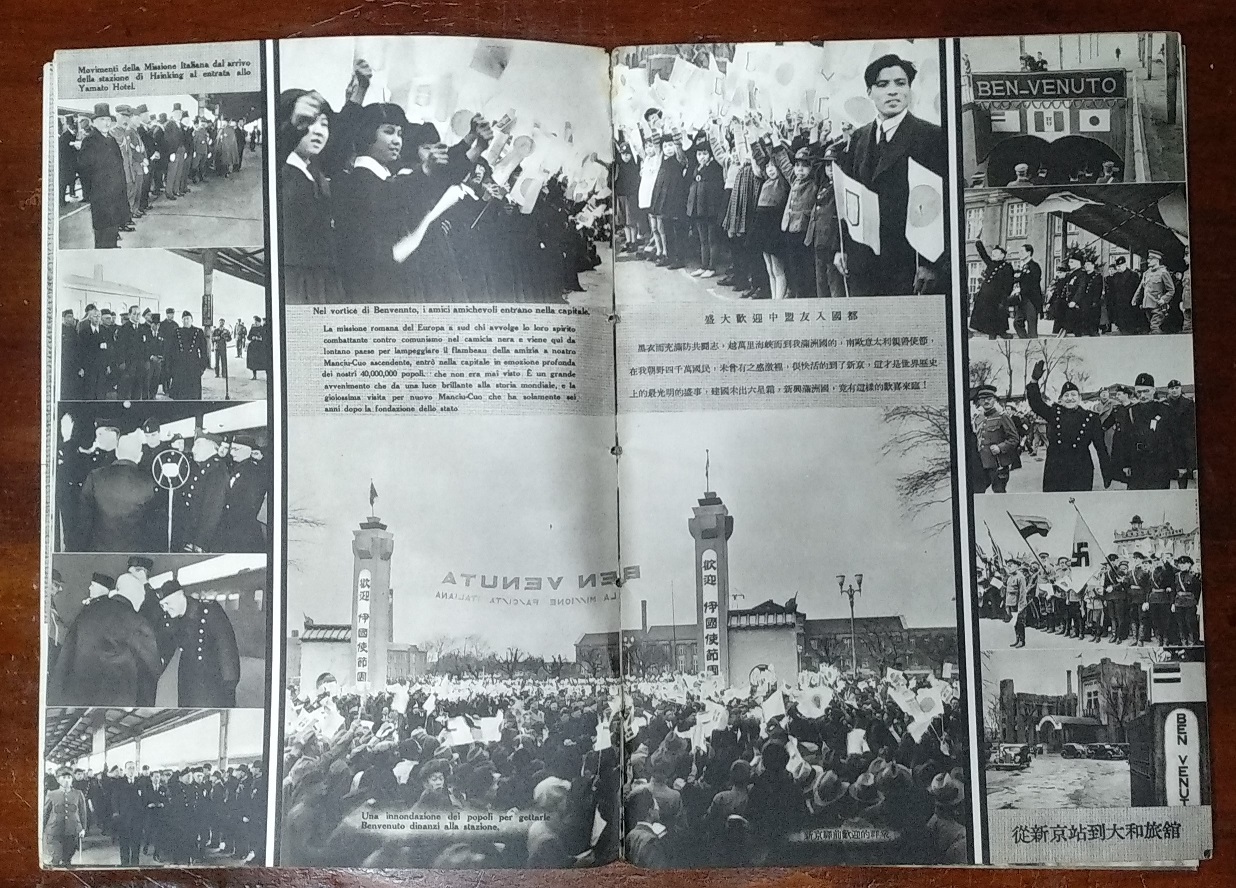 Movimenti della Missione Italiana dal arrivo
della stazione di Hsinking al entrata allo
Yamato Hotel.
Nel vortice di Benvennto, i amici amichevoli entrano nella capitale.
La missione romana del Europa a sud chi avvolge lo loro spirito
combattante contro comunismo nel camicia nera e viene qui da
lontano paese per lampeggiare il flambeau della amizia a nostro
Manciu-Cuo ascendente, entrò nella capitale in emozione profonda
dei nostri 40,000,000 popoli. che non era mai visto. È un grande
avvenimento che da una luce brillante alla storia mondiale, e la
gioiossima visita per nuovo Manciu-Cuo che ha solamente sei
anni dopo la fondazione dello stato
盛大歡迎中盟友入國都
黑衣而充滿防共鬪志，越萬里海峽而到我滿洲國的，南歐意太利親善使節，
在我朝野四千萬國民，未曾有之感激裡，與快活的到了新京，這才是世界歷史
上的最光明的盛事，建國未出六星霜，新興滿洲國，竟有這樣的歡喜來臨！
BEN VENUTA
LA MISSIONE FASCISTA ITALIANA
歡迎 伊國使節團
歡迎 伊國使節團
Una innondazione dei popoli per gettarle
Benvenuto dinanzi alla stazione.
新京驛前歡迎的群眾
BEN-VENUTO
BEN VENUT
從新京站到大和旅舘